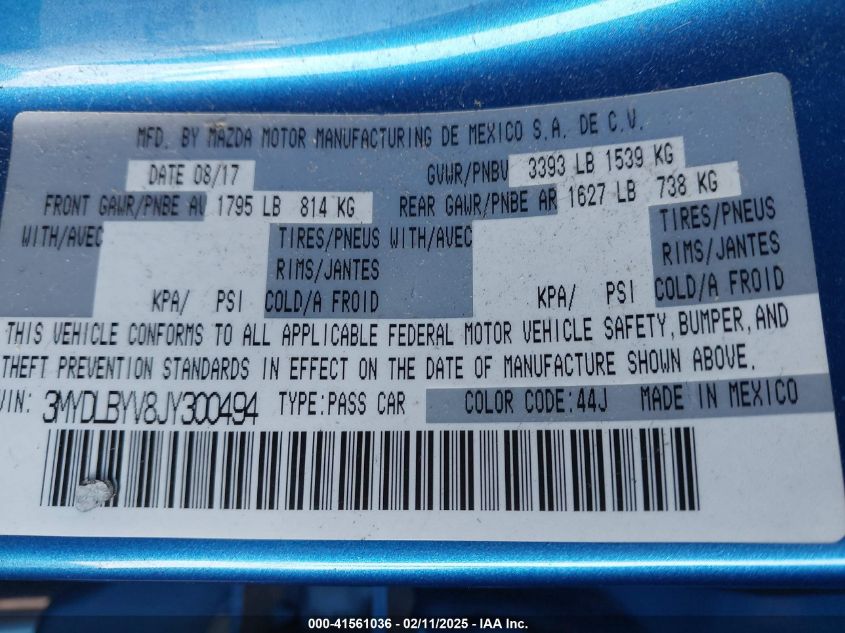 MFD. BY MAZDA MOTOR MANUFACTURING DE MEXICO S.A. DE C.V.
DATE 08/17 GVWR/PNBV 3393 LB 1539 KG
FRONT GAWR/PNBE AV 1795 LB 814 KG REAR GAWR/PNBE AR 1627 LB 738 KG
WITH/AVEC TIRES/PNEUS WITH/AVEC TIRES/PNEUS
RIMS/JANTES RIMS/JANTES
KPA/ PSI COLD/A FROID KPA/ PSI COLD/A FROID
THIS VEHICLE CONFORMS TO ALL APPLICABLE FEDERAL MOTOR VEHICLE SAFETY, BUMPER, AND
THEFT PREVENTION STANDARDS IN EFFECT ON THE DATE OF MANUFACTURE SHOWN ABOVE.
VIN: 3MYDLBYV8JY300494 TYPE:PASS CAR COLOR CODE:44J MADE IN MEXICO
000-41561036 - 02/11/2025 - IAA Inc.